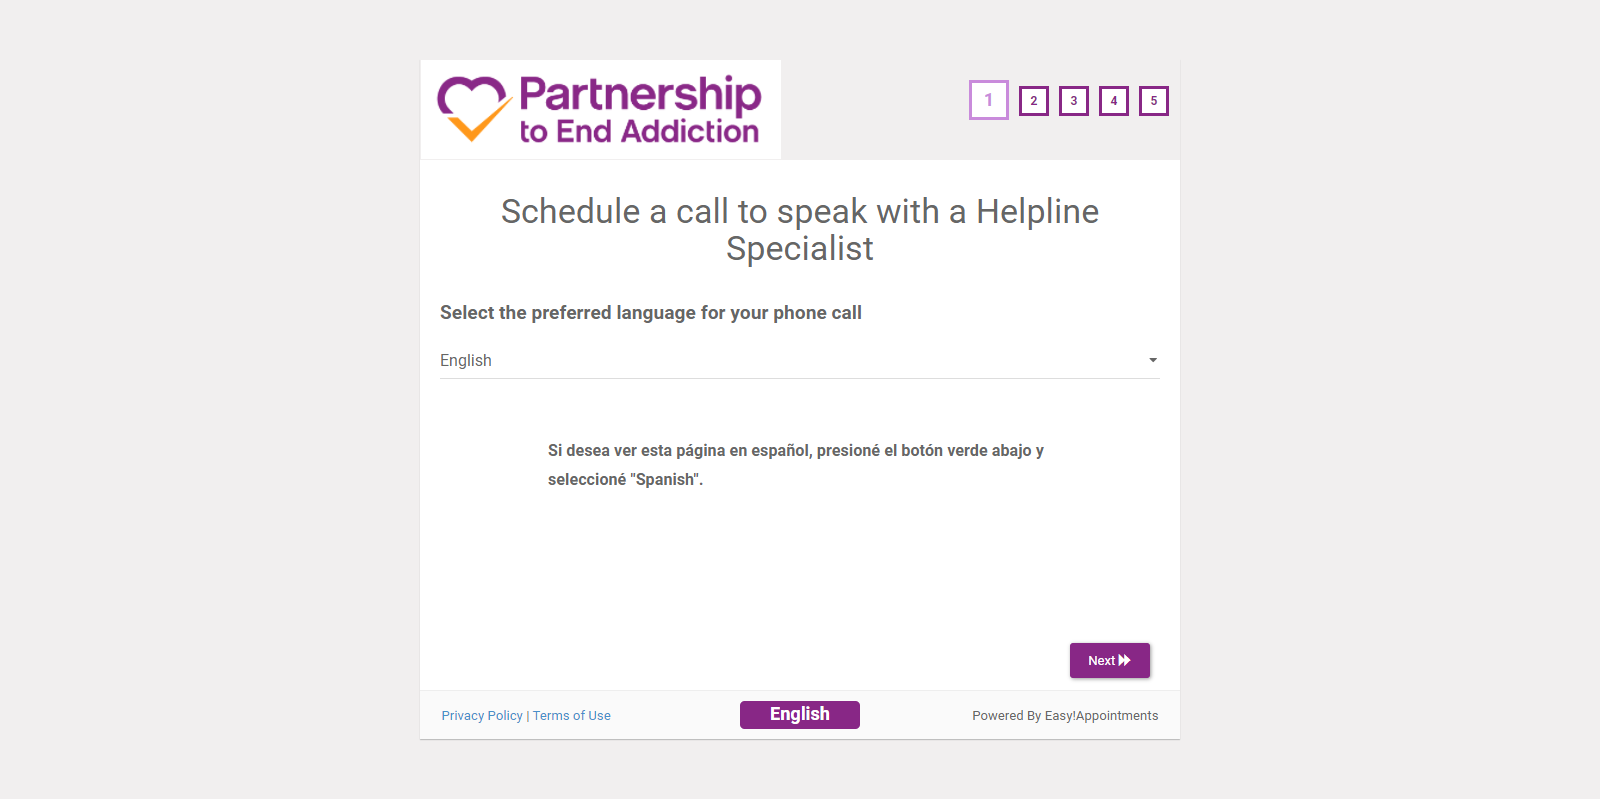 Partnership
to End Addiction
1 2 3 4 5
Schedule a call to speak with a Helpline
Specialist
Select the preferred language for your phone call
English
Si desea ver esta página en español, presioné el botón verde abajo y
seleccioné "Spanish".
Next
Privacy Policy | Terms of Use
English
Powered By Easy!Appointments